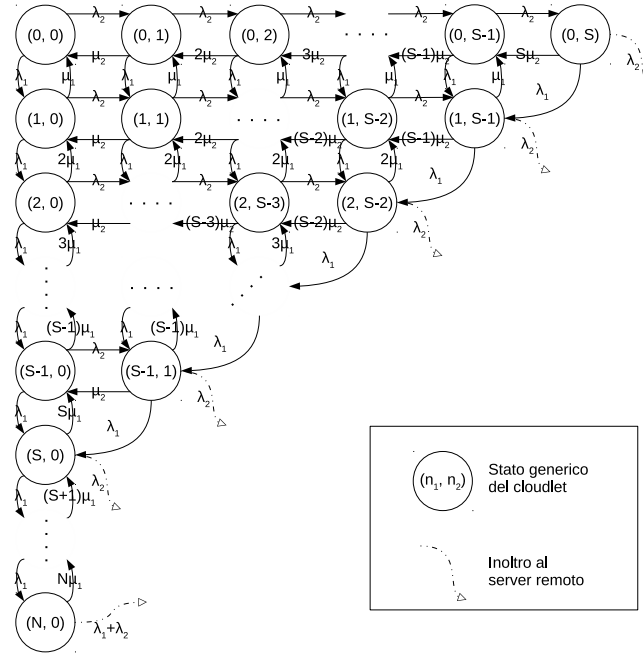 λ₂ λ₂ λ₂ λ₂ λ₂
(0, 0) (0, 1) (0, 2) . . . . (0, S-1) (0, S)
μ₂ 2μ₂ 3μ₂ (S-1)μ₂ Sμ₂ λ₂
λ₁ μ₁ λ₁ μ₁ λ₁ μ₁ λ₁ μ₁ λ₁ μ₁ λ₁
λ₂ λ₂ λ₂ λ₂
(1, 0) (1, 1) . . . . (1, S-2) (1, S-1)
μ₂ 2μ₂ (S-2)μ₂ (S-1)μ₂ λ₂
λ₁ 2μ₁ λ₁ 2μ₁ λ₁ 2μ₁ λ₁ 2μ₁ λ₁
λ₂ λ₂ λ₂
(2, 0) . . . . (2, S-3) (2, S-2)
μ₂ (S-3)μ₂ (S-2)μ₂ λ₂
λ₁ 3μ₁ λ₁ 3μ₁ λ₁
. . . . . . . . . . . . .
λ₁ (S-1)μ₁ λ₁ (S-1)μ₁ λ₁
λ₂
(S-1, 0) (S-1, 1)
μ₂ λ₂
λ₁ Sμ₁ λ₁
(S, 0)
λ₂
λ₁ (S+1)μ₁
. . . .
λ₁ Nμ₁
(N, 0)
λ₁+λ₂
(n₁, n₂)
Stato generico
del cloudlet
Inoltro al
server remoto